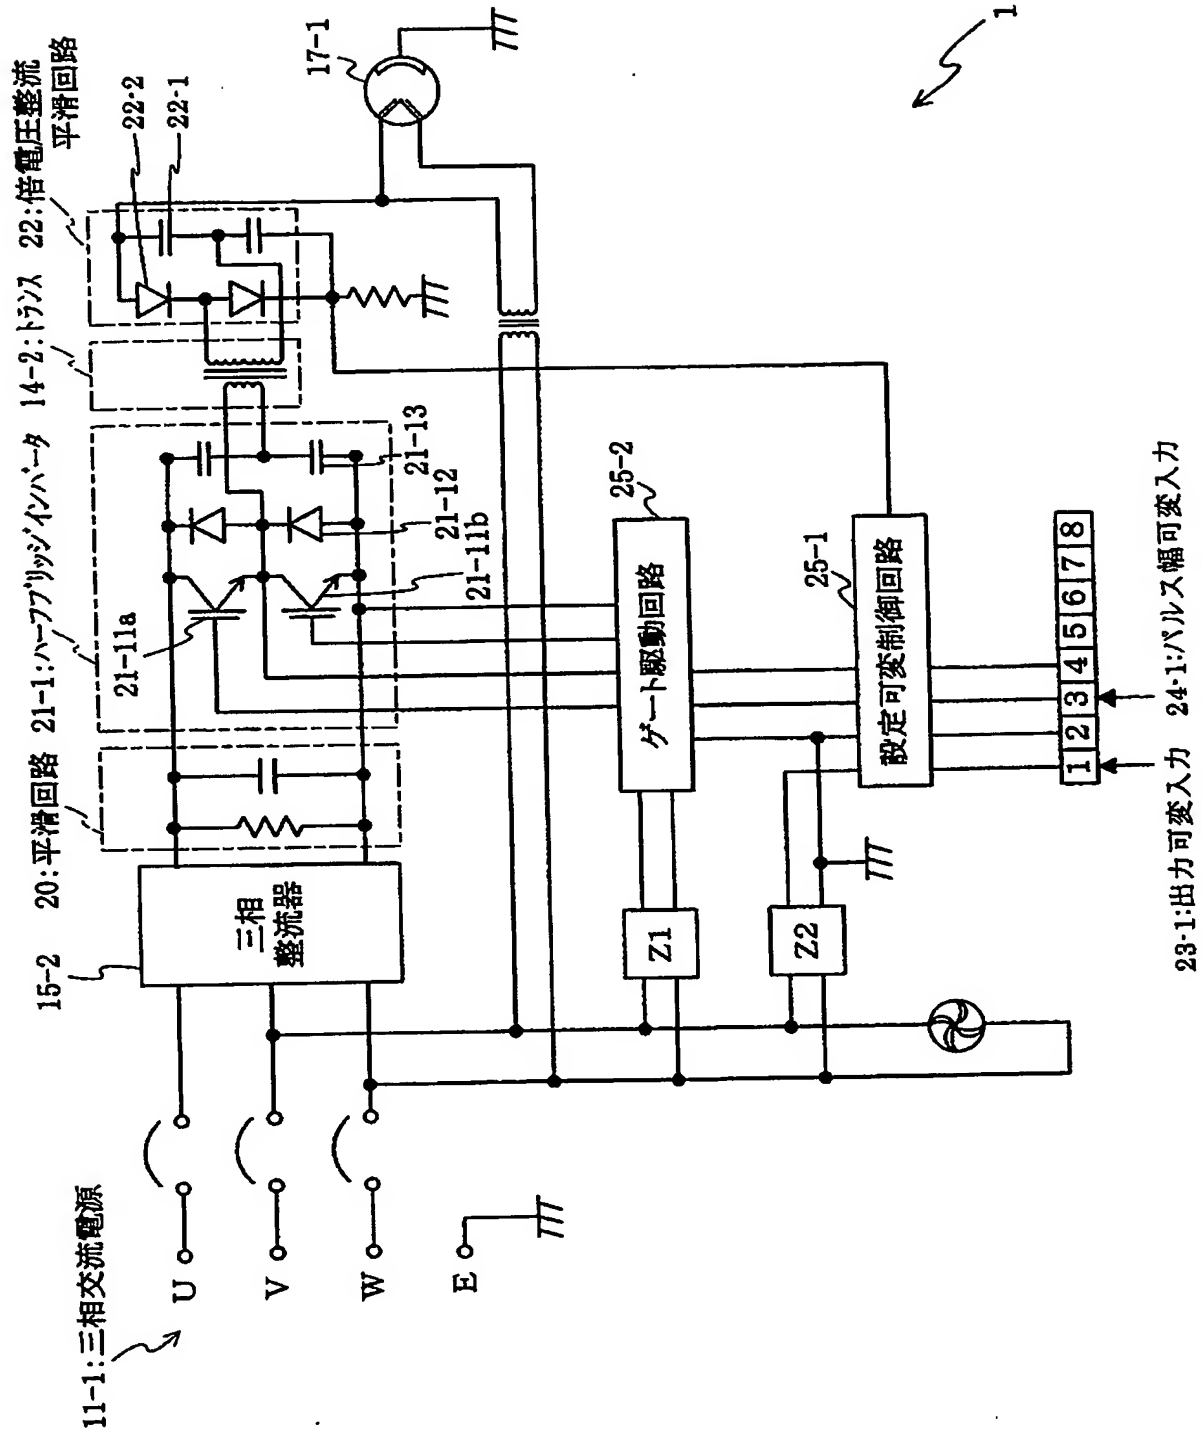 11-1:三相交流電源
U
V
W
E
15-2
三相
整流器
20:平滑回路
21-1:ハーフブリッジインバータ
21-11a
21-11b
21-12
21-13
14-2:トランス
22:倍電圧整流
平滑回路
22-2
22-1
17-1
Z1
Z2
25-2
ゲート駆動回路
25-1
設定可変制御回路
1 2 3 4 5 6 7 8
23-1:出力可変入力
24-1:パルス幅可変入力
1